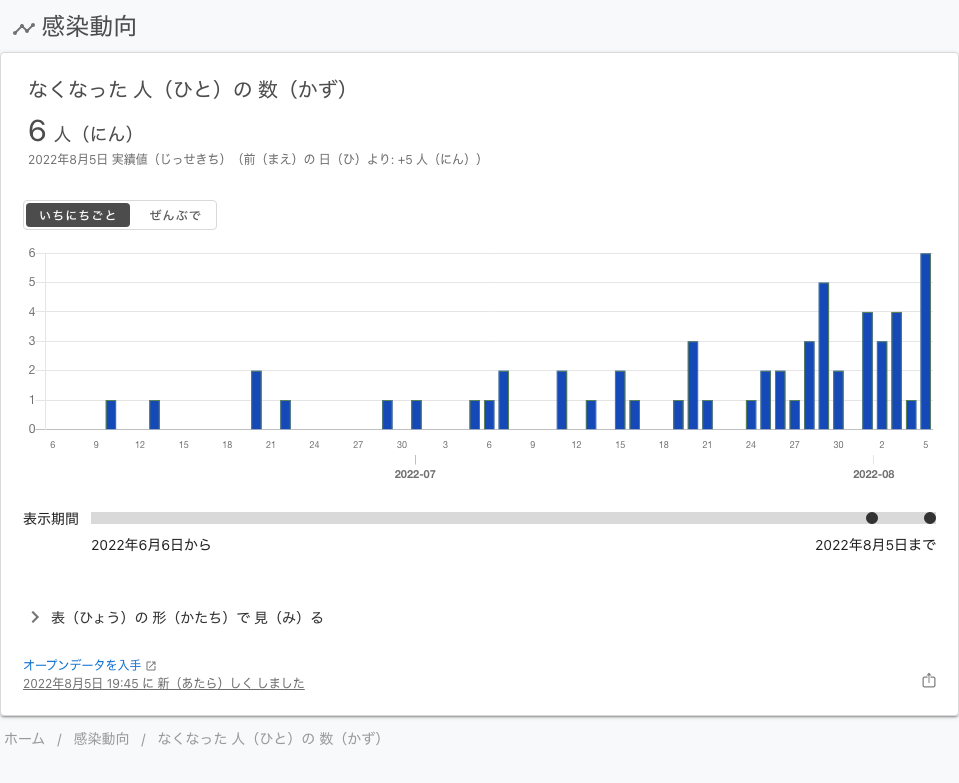 感染動向
なくなった 人（ひと）の 数（かず）
6 人（にん）
2022年8月5日 実績値（じっせきち）（前（まえ）の 日（ひ）より: +5 人（にん））
いちにちごと ぜんぶで
6
5
4
3
2
1
0
6 9 12 15 18 21 24 27 30 3 6 9 12 15 18 21 24 27 30 2 5
2022-07 2022-08
表示期間
2022年6月6日から 2022年8月5日まで
表（ひょう）の 形（かたち）で 見（み）る
オープンデータを入手
2022年8月5日 19:45 に 新（あたら）しく しました
ホーム / 感染動向 / なくなった 人（ひと）の 数（かず）